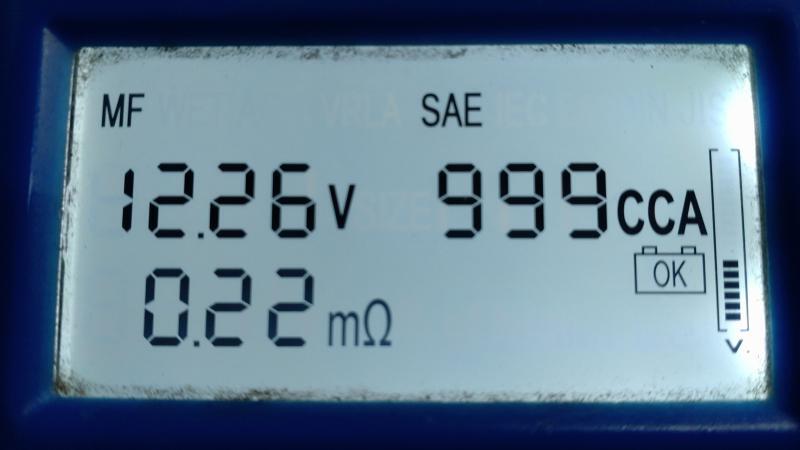 MF SAE
12.26 V 999 CCA
OK
0.22 mΩ